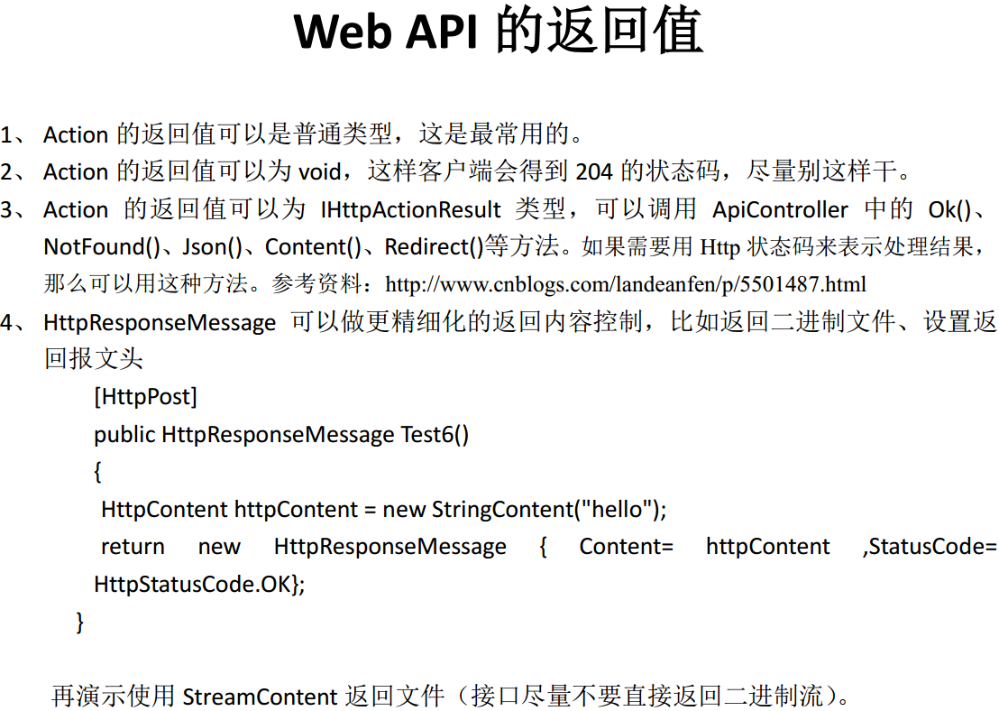 Web API 的返回值
1、 Action 的返回值可以是普通类型，这是最常用的。
2、 Action 的返回值可以为 void，这样客户端会得到 204 的状态码，尽量别这样干。
3、 Action 的返回值可以为 IHttpActionResult 类型，可以调用 ApiController 中的 Ok()、
NotFound()、Json()、Content()、Redirect()等方法。如果需要用 Http 状态码来表示处理结果，
那么可以用这种方法。参考资料：http://www.cnblogs.com/landeanfen/p/5501487.html
4、 HttpResponseMessage 可以做更精细化的返回内容控制，比如返回二进制文件、设置返
回报文头
[HttpPost]
public HttpResponseMessage Test6()
{
HttpContent httpContent = new StringContent("hello");
return new HttpResponseMessage { Content= httpContent ,StatusCode=
HttpStatusCode.OK};
}
再演示使用 StreamContent 返回文件（接口尽量不要直接返回二进制流）。